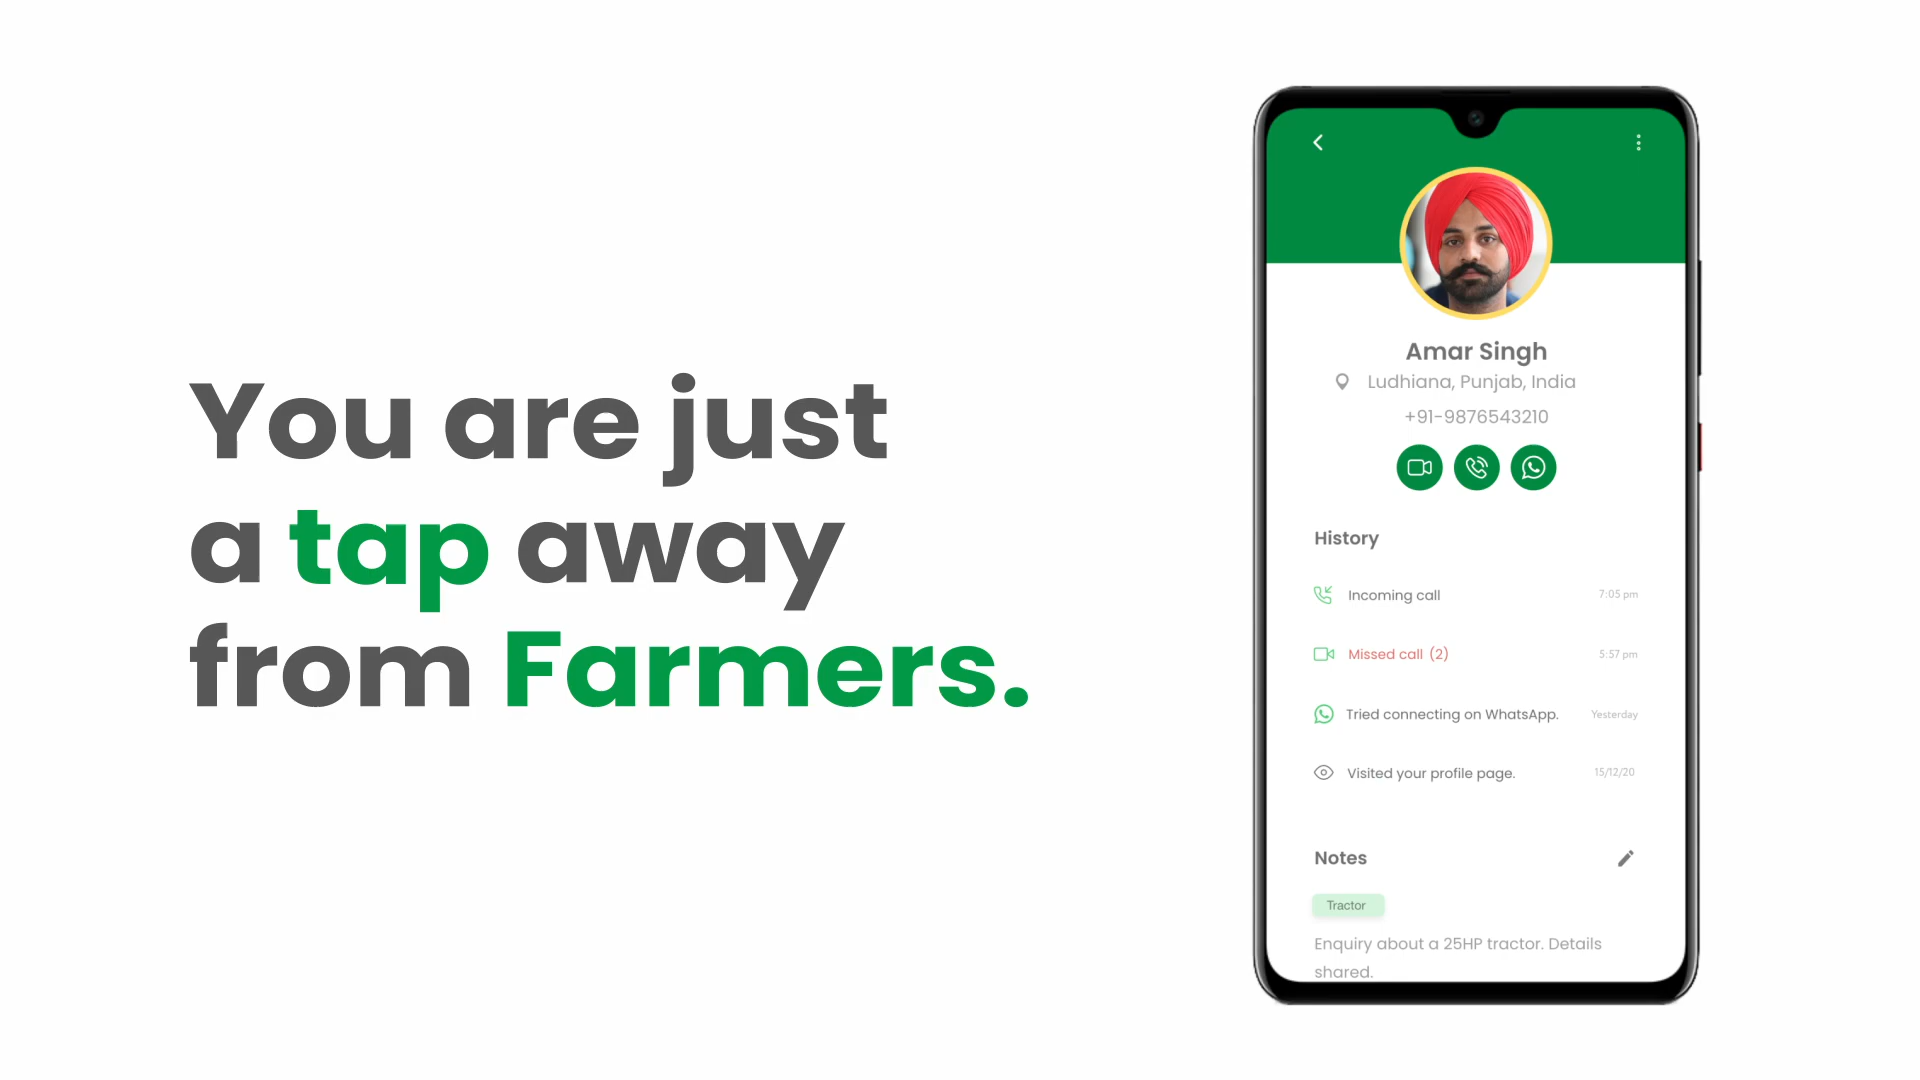 You are just
a tap away
from Farmers.
Amar Singh
Ludhiana, Punjab, India
+91-9876543210
History
Incoming call 7:05 pm
Missed call (2) 5:57 pm
Tried connecting on WhatsApp. Yesterday
Visited your profile page. 15/12/20
Notes
Tractor
Enquiry about a 25HP tractor. Details
shared.